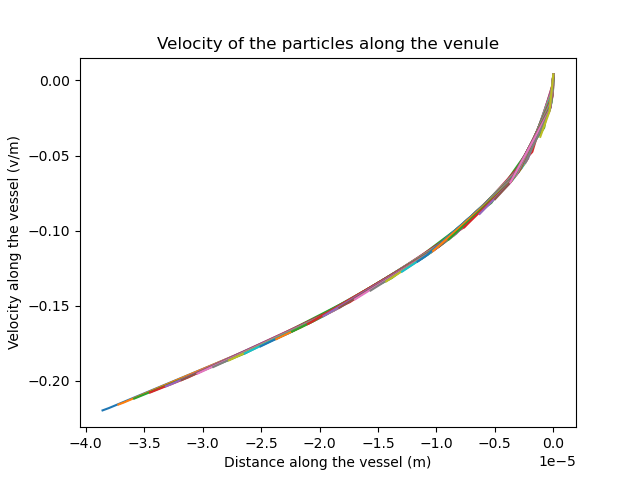 Velocity of the particles along the venule
Velocity along the vessel (v/m)
0.00
−0.05
−0.10
−0.15
−0.20
−4.0 −3.5 −3.0 −2.5 −2.0 −1.5 −1.0 −0.5 0.0
1e−5
Distance along the vessel (m)